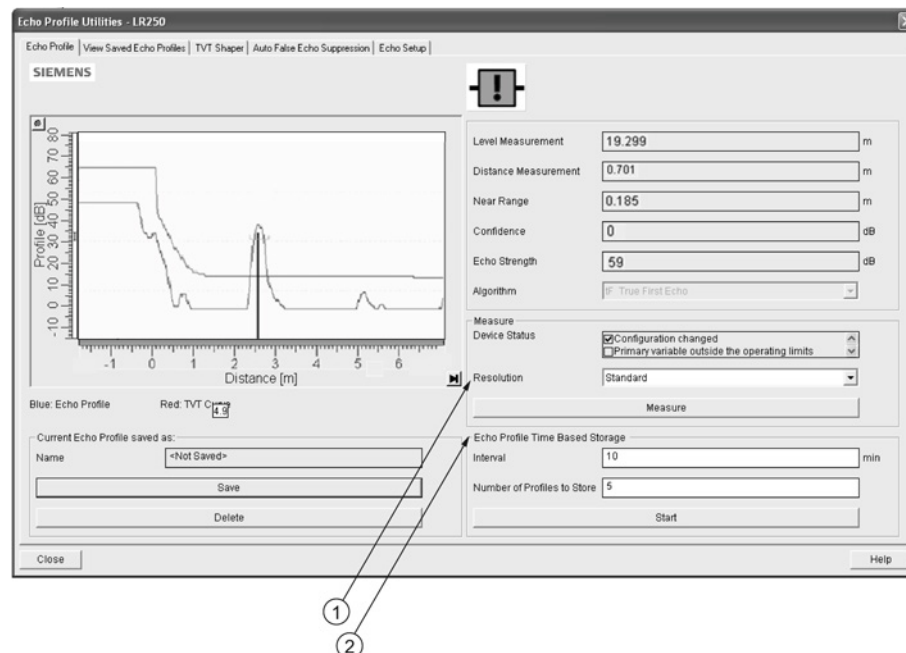 Echo Profile Utilities - LR250
Echo Profile View Saved Echo Profiles TVT Shaper Auto False Echo Suppression Echo Setup
SIEMENS
Profile [dB]
80
70
60
50
40
30
20
10
0
-10
-1 0 1 2 3 4 5 6
Distance [m]
Blue: Echo Profile Red: TVT
4.9
Current Echo Profile saved as:
Name <Not Saved>
Save
Delete
Level Measurement 19.299 m
Distance Measurement 0.701 m
Near Range 0.185 m
Confidence 0 dB
Echo Strength 59 dB
Algorithm tF True First Echo
Measure
Device Status Configuration changed
Primary variable outside the operating limits
Resolution Standard
Measure
Echo Profile Time Based Storage
Interval 10 min
Number of Profiles to Store 5
Start
Close Help
1
2